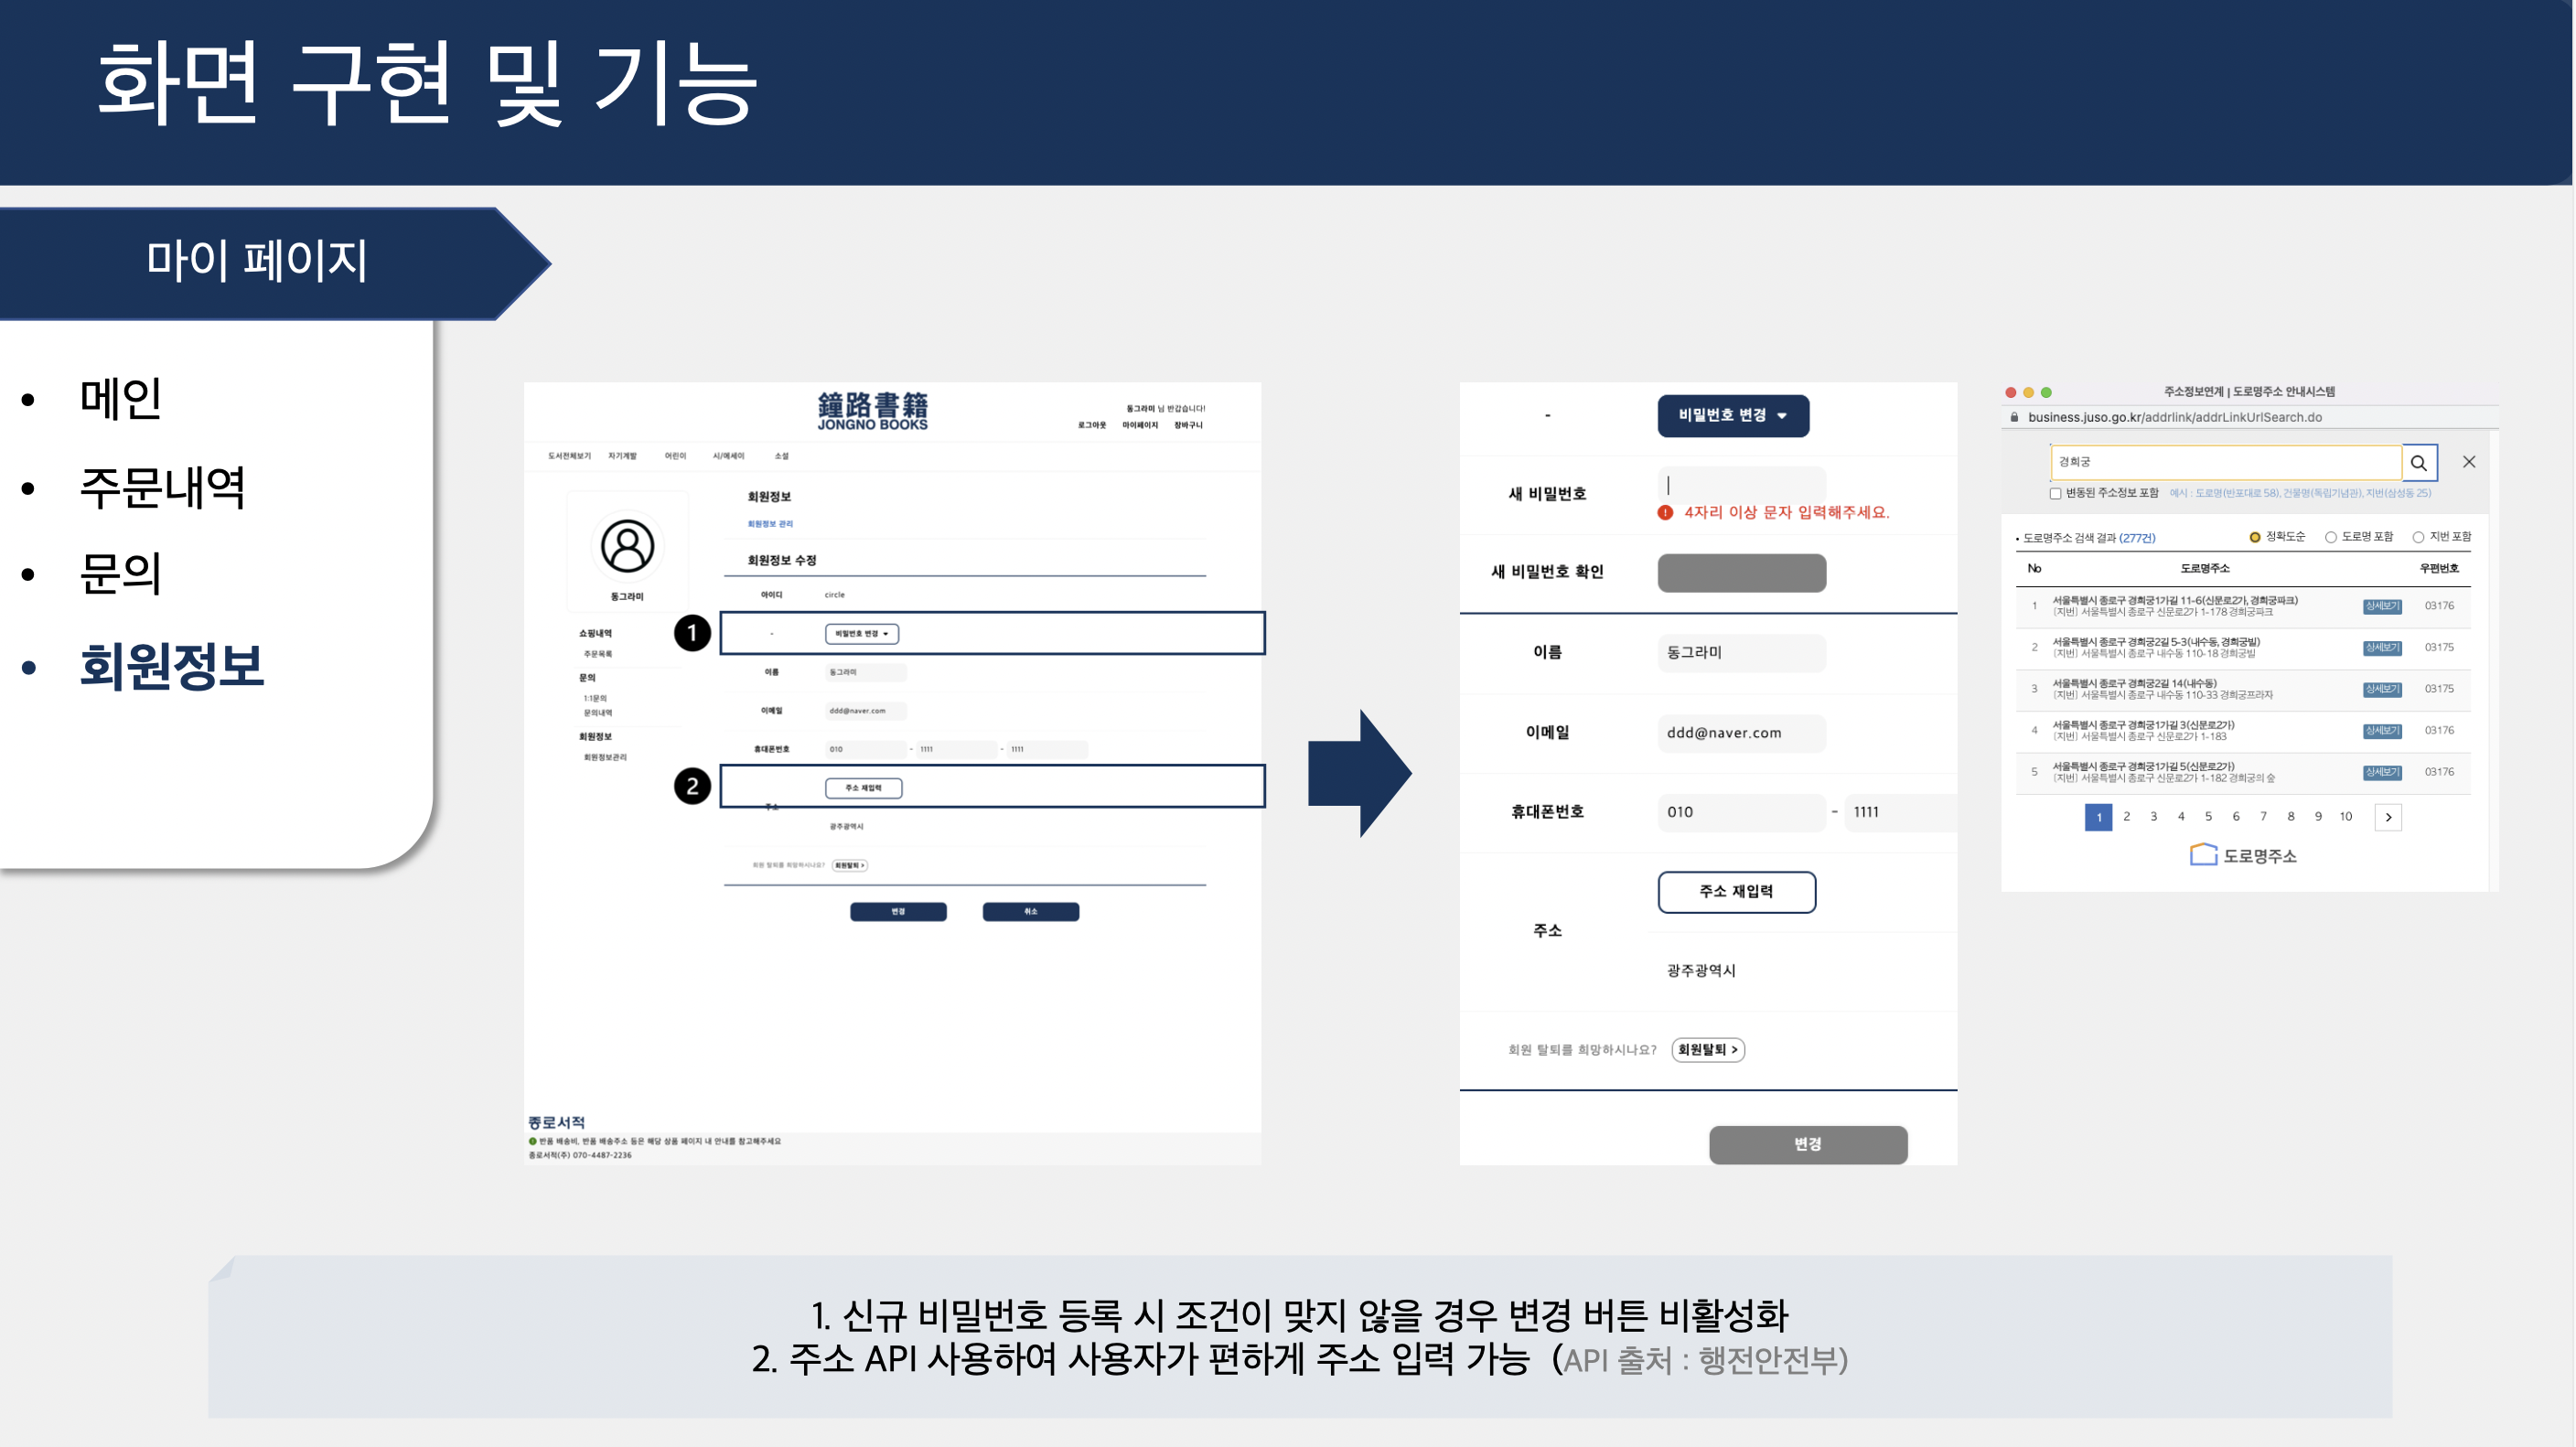 화면 구현 및 기능
마이 페이지
• 메인
• 주문내역
• 문의
• 회원정보
鐘路書籍
JONGNO BOOKS
동그라미 님 반갑습니다!
로그아웃 마이페이지 장바구니
도서전체보기 자기계발 어린이 시/에세이 소설
동그라미
쇼핑내역
주문목록
문의
1:1문의
문의내역
회원정보
회원정보관리
회원정보
회원정보 관리
회원정보 수정
아이디 circle
1
- 비밀번호 변경
이름 동그라미
이메일 ddd@naver.com
휴대폰번호 010 - 1111 - 1111
2
주소 재입력
주소
광주광역시
회원 탈퇴를 희망하시나요? 회원탈퇴 >
변경 취소
종로서적
반품 배송비, 반품 배송주소 등은 해당 상품 페이지 내 안내를 참고해주세요
종로서적(주) 070-4487-2236
- 비밀번호 변경
새 비밀번호
! 4자리 이상 문자 입력해주세요.
새 비밀번호 확인
이름 동그라미
이메일 ddd@naver.com
휴대폰번호 010 - 1111
주소 재입력
주소
광주광역시
회원 탈퇴를 희망하시나요? 회원탈퇴 >
변경
주소정보연계 | 도로명주소 안내시스템
business.juso.go.kr/addrlink/addrLinkUrlSearch.do
경희궁
변동된 주소정보 포함 예시 : 도로명(반포대로 58), 건물명(독립기념관), 지번(삼성동 25)
• 도로명주소 검색 결과 (277건) 정확도순 도로명 포함 지번 포함
No 도로명주소 우편번호
1 서울특별시 종로구 경희궁1가길 11-6(신문로2가, 경희궁파크) 상세보기 03176
[지번] 서울특별시 종로구 신문로2가 1-178 경희궁파크
2 서울특별시 종로구 경희궁2길 5-3(내수동, 경희궁빌) 상세보기 03175
[지번] 서울특별시 종로구 내수동 110-18 경희궁빌
3 서울특별시 종로구 경희궁2길 14(내수동) 상세보기 03175
[지번] 서울특별시 종로구 내수동 110-33 경희궁프라자
4 서울특별시 종로구 경희궁1가길 3(신문로2가) 상세보기 03176
[지번] 서울특별시 종로구 신문로2가 1-183
5 서울특별시 종로구 경희궁1가길 5(신문로2가) 상세보기 03176
[지번] 서울특별시 종로구 신문로2가 1-182 경희궁의 숲
1 2 3 4 5 6 7 8 9 10 >
도로명주소
1. 신규 비밀번호 등록 시 조건이 맞지 않을 경우 변경 버튼 비활성화
2. 주소 API 사용하여 사용자가 편하게 주소 입력 가능 (API 출처 : 행전안전부)